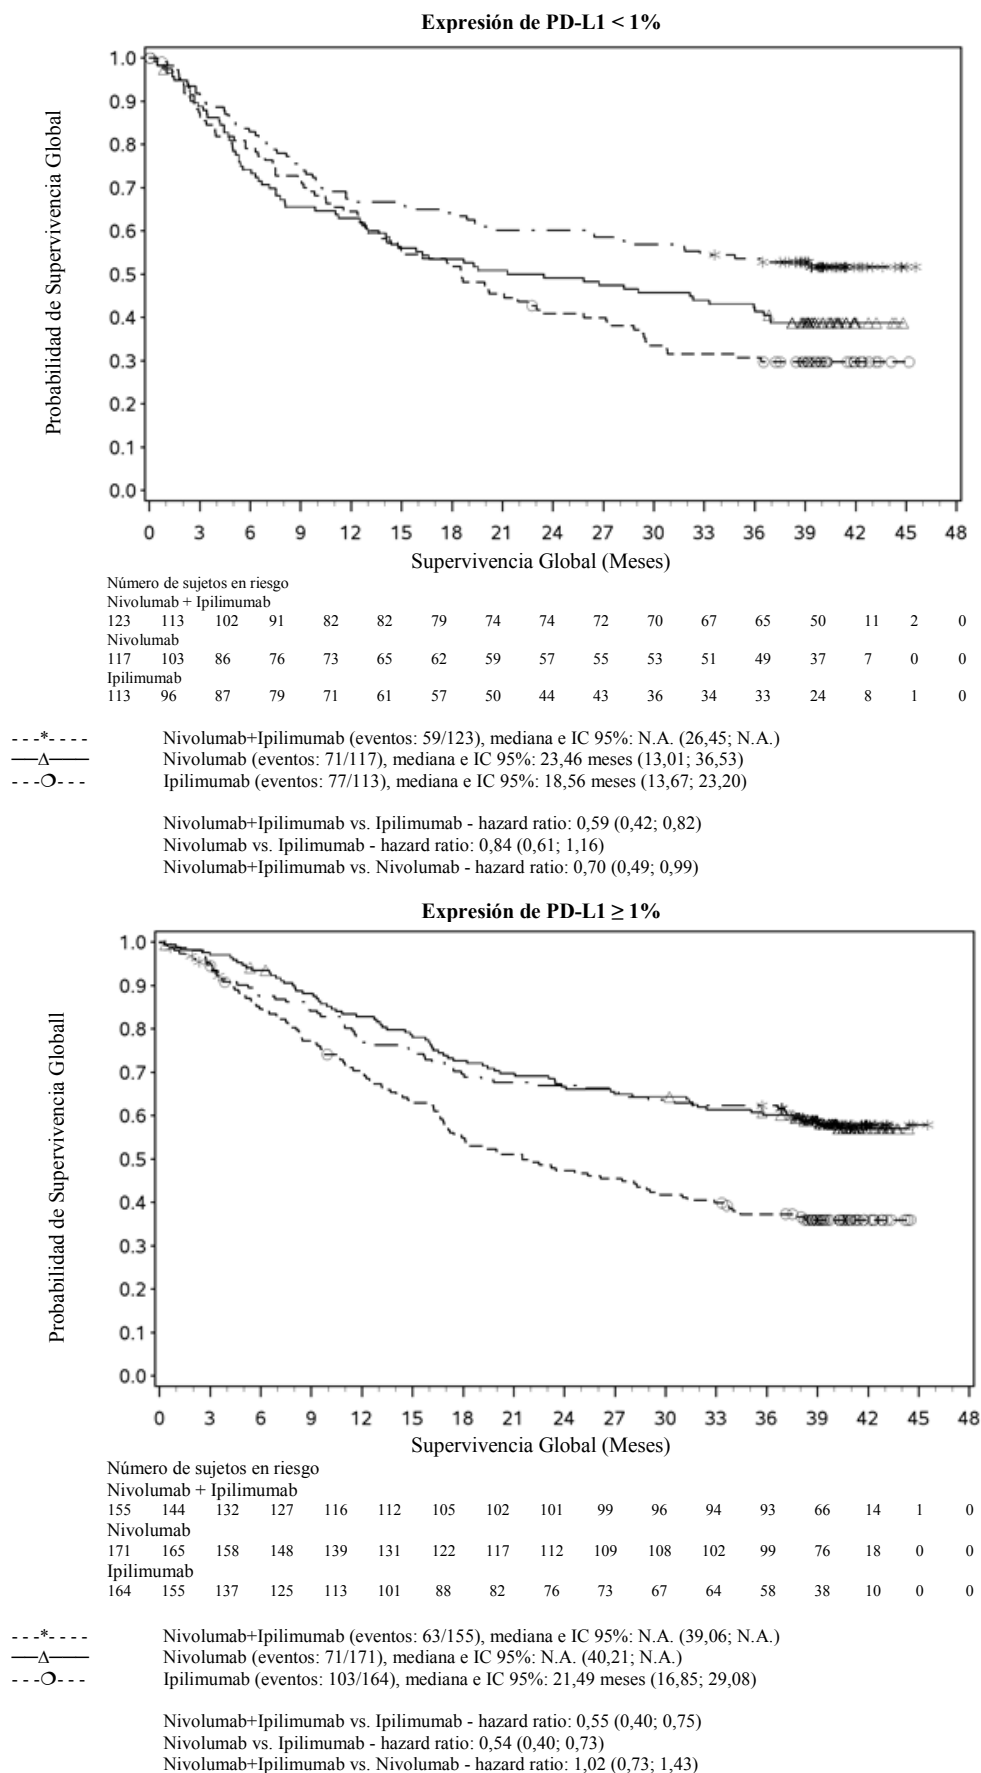 Expresión de PD-L1 < 1%
Probabilidad de Supervivencia Global
1.0
0.9
0.8
0.7
0.6
0.5
0.4
0.3
0.2
0.1
0.0
0 3 6 9 12 15 18 21 24 27 30 33 36 39 42 45 48
Supervivencia Global (Meses)
Número de sujetos en riesgo
Nivolumab + Ipilimumab
123 113 102 91 82 82 79 74 74 72 70 67 65 50 11 2 0
Nivolumab
117 103 86 76 73 65 62 59 57 55 53 51 49 37 7 0 0
Ipilimumab
113 96 87 79 71 61 57 50 44 43 36 34 33 24 8 1 0
- - -*- - - - Nivolumab+Ipilimumab (eventos: 59/123), mediana e IC 95%: N.A. (26,45; N.A.)
──Δ─── Nivolumab (eventos: 71/117), mediana e IC 95%: 23,46 meses (13,01; 36,53)
- - -❍- - - Ipilimumab (eventos: 77/113), mediana e IC 95%: 18,56 meses (13,67; 23,20)
Nivolumab+Ipilimumab vs. Ipilimumab - hazard ratio: 0,59 (0,42; 0,82)
Nivolumab vs. Ipilimumab - hazard ratio: 0,84 (0,61; 1,16)
Nivolumab+Ipilimumab vs. Nivolumab - hazard ratio: 0,70 (0,49; 0,99)
Expresión de PD-L1 ≥ 1%
Probabilidad de Supervivencia Globall
1.0
0.9
0.8
0.7
0.6
0.5
0.4
0.3
0.2
0.1
0.0
0 3 6 9 12 15 18 21 24 27 30 33 36 39 42 45 48
Supervivencia Global (Meses)
Número de sujetos en riesgo
Nivolumab + Ipilimumab
155 144 132 127 116 112 105 102 101 99 96 94 93 66 14 1 0
Nivolumab
171 165 158 148 139 131 122 117 112 109 108 102 99 76 18 0 0
Ipilimumab
164 155 137 125 113 101 88 82 76 73 67 64 58 38 10 0 0
- - -*- - - - Nivolumab+Ipilimumab (eventos: 63/155), mediana e IC 95%: N.A. (39,06; N.A.)
──Δ─── Nivolumab (eventos: 71/171), mediana e IC 95%: N.A. (40,21; N.A.)
- - -❍- - - Ipilimumab (eventos: 103/164), mediana e IC 95%: 21,49 meses (16,85; 29,08)
Nivolumab+Ipilimumab vs. Ipilimumab - hazard ratio: 0,55 (0,40; 0,75)
Nivolumab vs. Ipilimumab - hazard ratio: 0,54 (0,40; 0,73)
Nivolumab+Ipilimumab vs. Nivolumab - hazard ratio: 1,02 (0,73; 1,43)